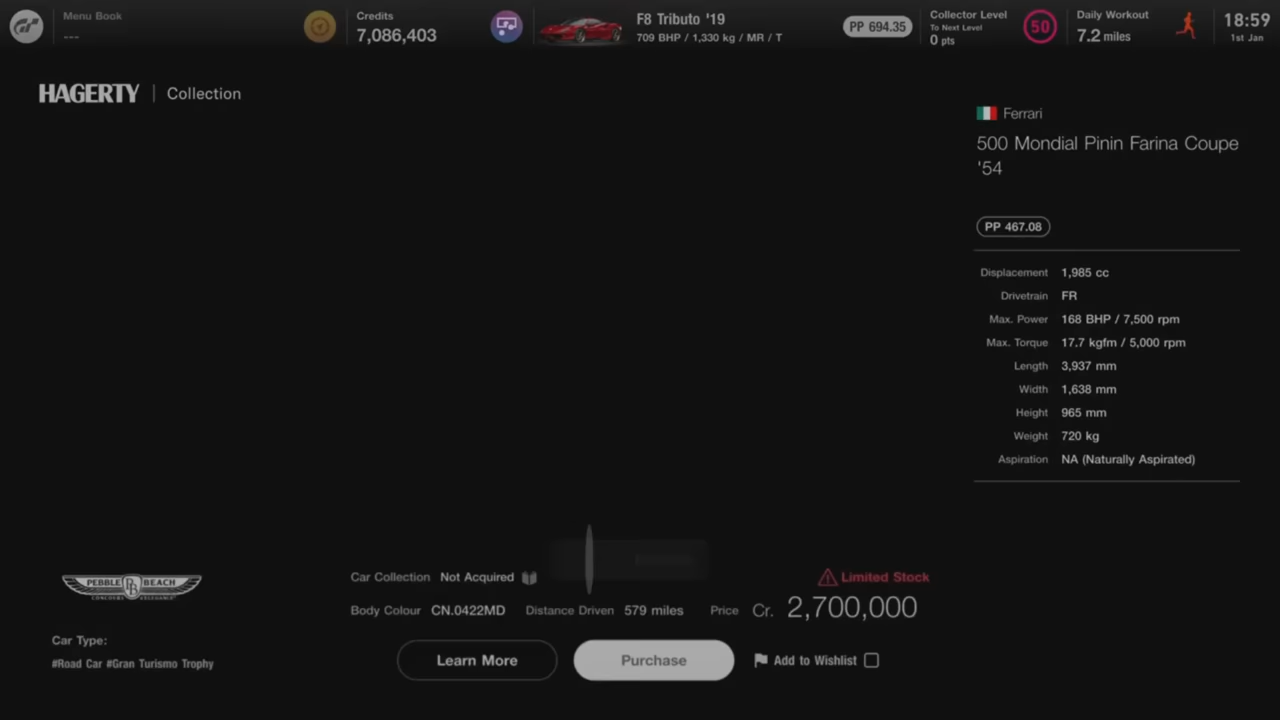 Menu Book
---
Credits
7,086,403
F8 Tributo '19
709 BHP / 1,330 kg / MR / T
PP 694.35
Collector Level
To Next Level
0 pts
50
Daily Workout
7.2 miles
18:59
1st Jan
HAGERTY | Collection
Ferrari
500 Mondial Pinin Farina Coupe
'54
PP 467.08
Displacement 1,985 cc
Drivetrain FR
Max. Power 168 BHP / 7,500 rpm
Max. Torque 17.7 kgfm / 5,000 rpm
Length 3,937 mm
Width 1,638 mm
Height 965 mm
Weight 720 kg
Aspiration NA (Naturally Aspirated)
PEBBLE BEACH
CONCOURS D'ELEGANCE
Car Collection Not Acquired
Limited Stock
Body Colour CN.0422MD Distance Driven 579 miles Price Cr. 2,700,000
Car Type:
#Road Car #Gran Turismo Trophy
Learn More
Purchase
Add to Wishlist